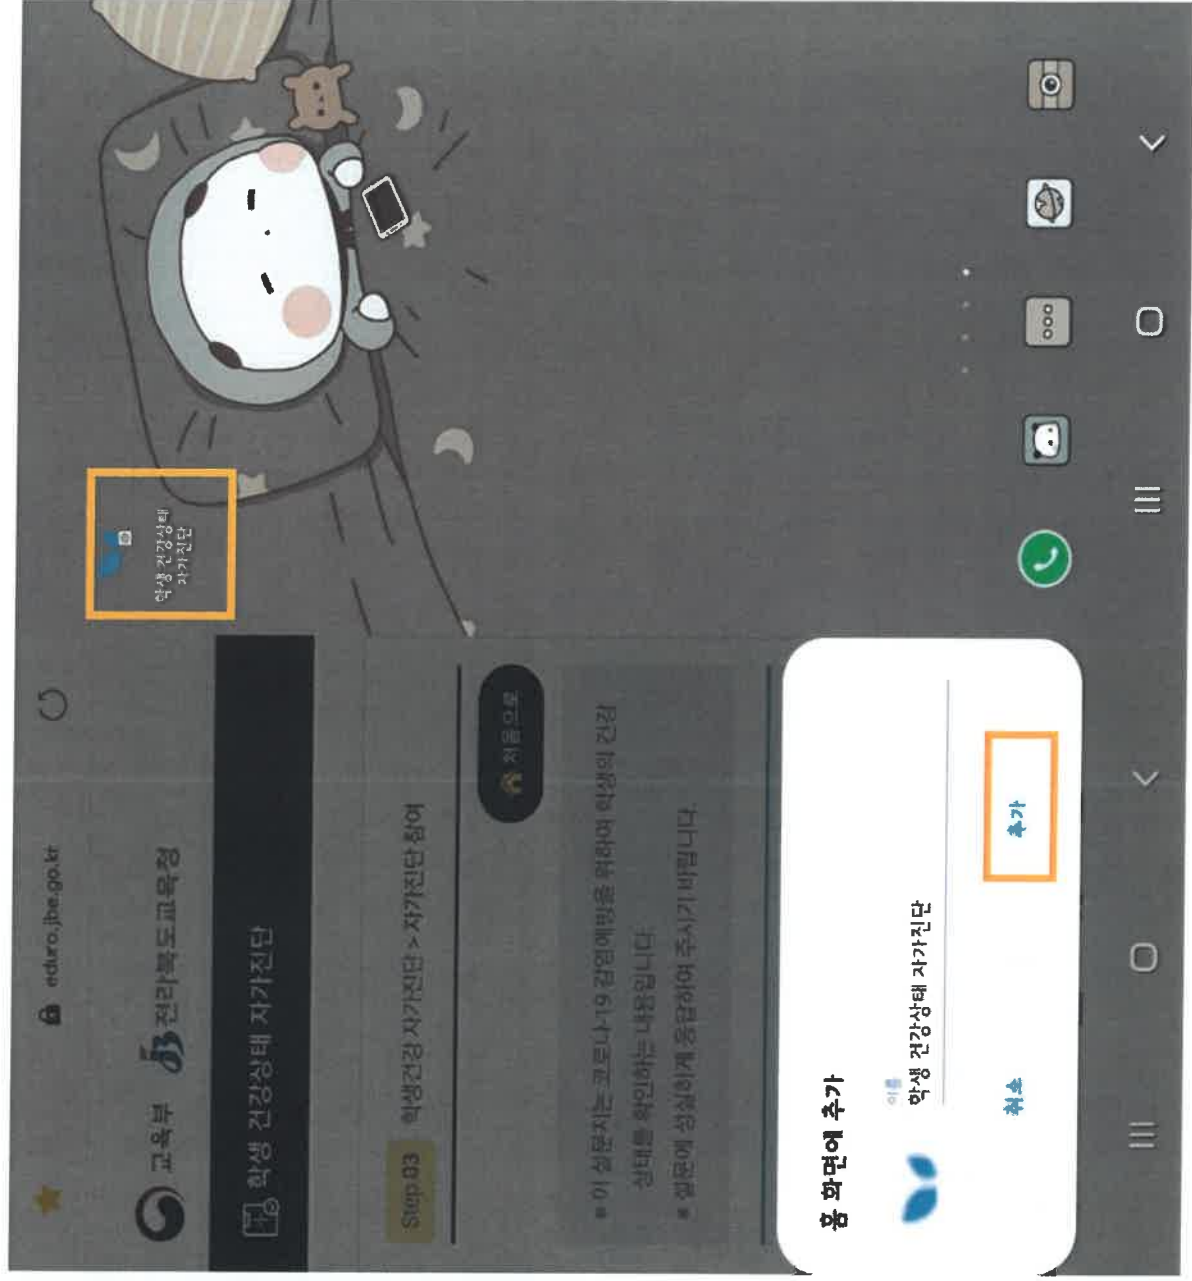 eduro.jbe.go.kr
교육부 전라북도교육청
학생 건강상태 자가진단
Step 03 학생건강 자가진단 > 자가진단 참여
처음으로
※ 이 설문지는 코로나-19 감염예방을 위하여 학생의 건강
상태를 확인하는 내용입니다.
※ 설문에 성실하게 응답하여 주시기 바랍니다.
홈 화면에 추가
이름
학생 건강상태 자가진단
취소 추가
학생 건강상태
자가진단